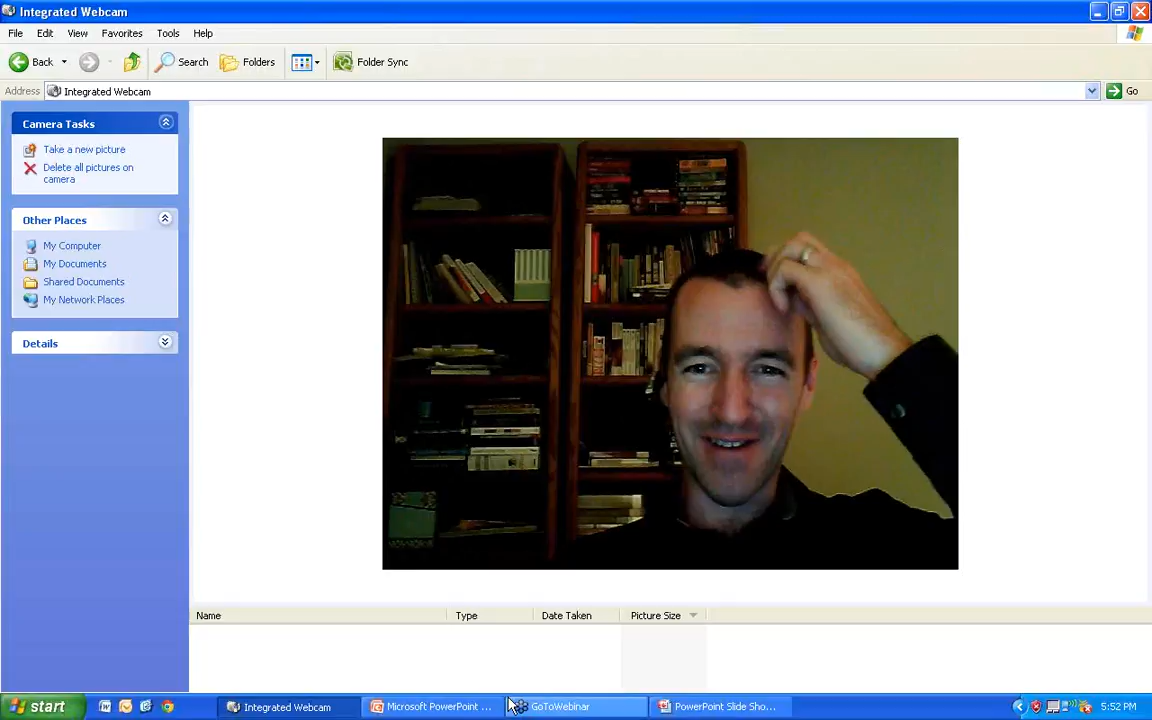 Integrated Webcam
File Edit View Favorites Tools Help
Back Search Folders Folder Sync
Address Integrated Webcam Go
Camera Tasks
Take a new picture
Delete all pictures on
camera
Other Places
My Computer
My Documents
Shared Documents
My Network Places
Details
Name Type Date Taken Picture Size
start Integrated Webcam Microsoft PowerPoint ... GoToWebinar PowerPoint Slide Sho... 5:52 PM